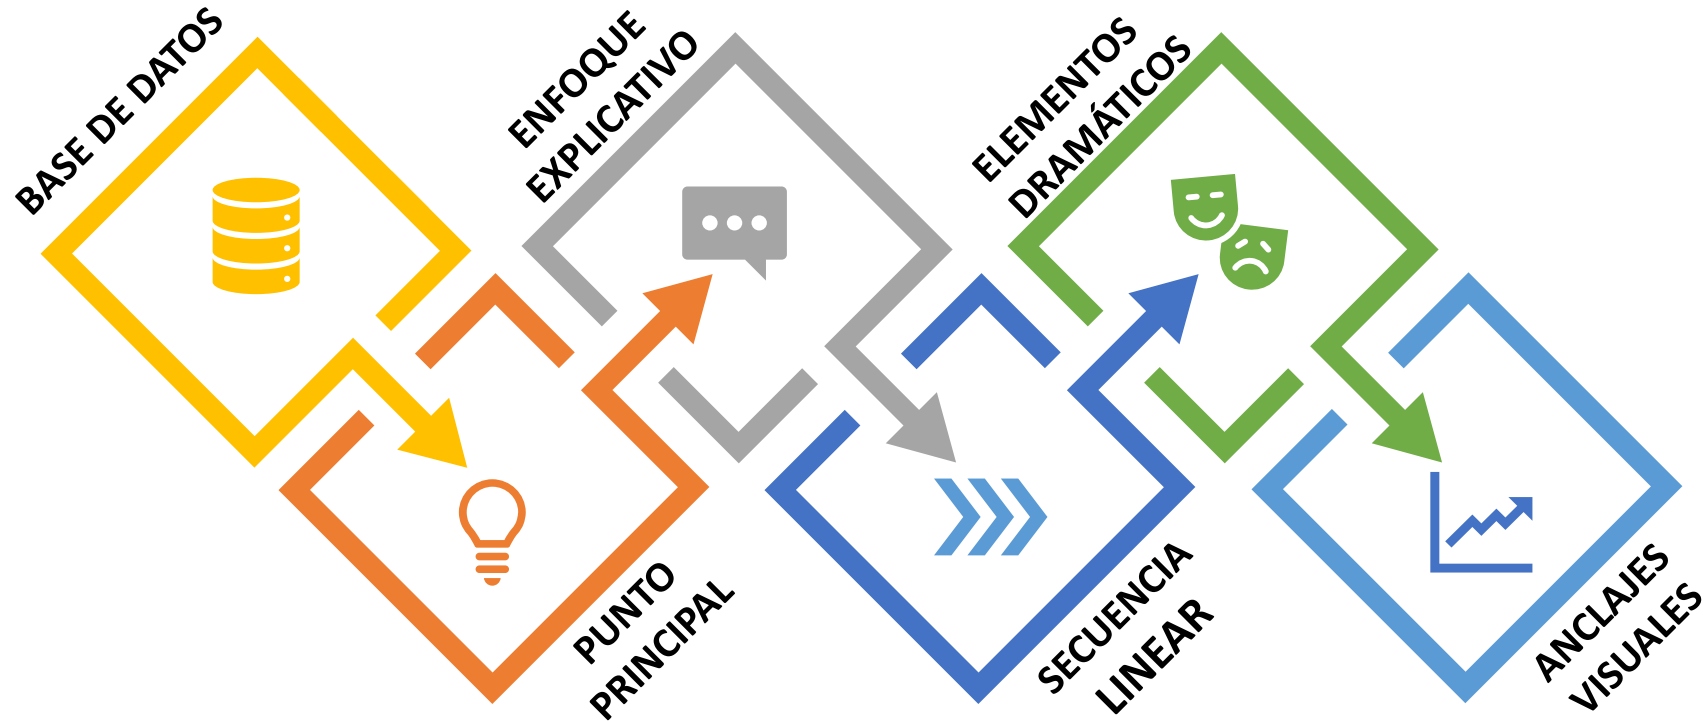 BASE DE DATOS
ENFOQUE
EXPLICATIVO
ELEMENTOS
DRAMÁTICOS
PUNTO
PRINCIPAL
SECUENCIA
LINEAR
ANCLAJES
VISUALES